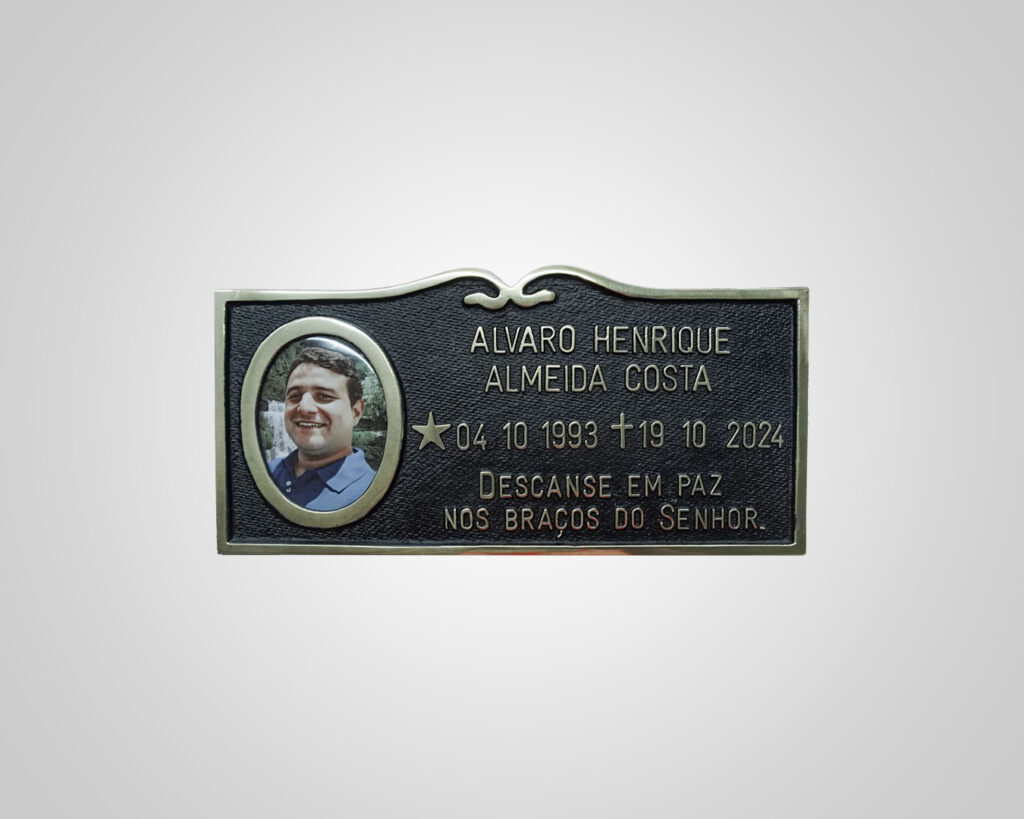 ALVARO HENRIQUE
ALMEIDA COSTA
★ 04 10 1993 ✝ 19 10 2024
DESCANSE EM PAZ
NOS BRAÇOS DO SENHOR.